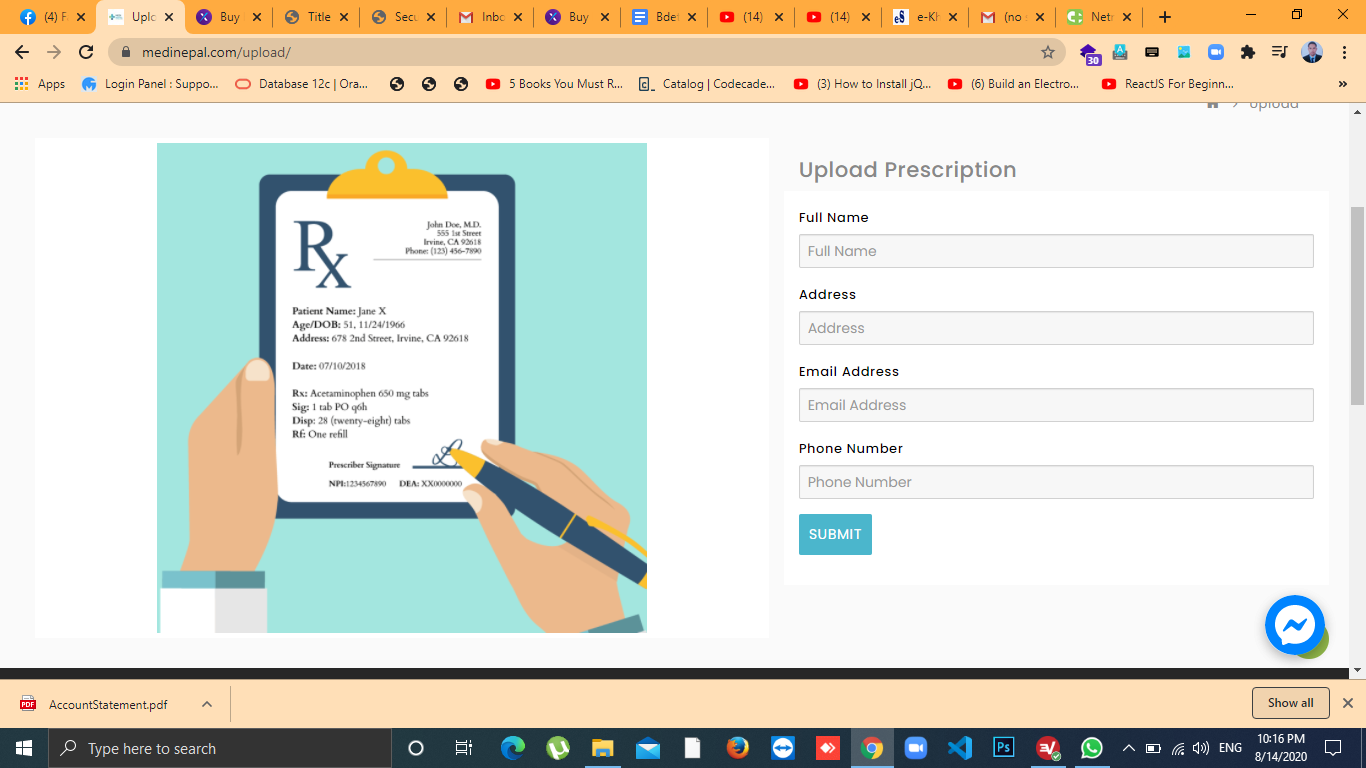 (4) F
Uplo
Buy
Title
Secu
Inbo
Buy
Bdef
(14)
(14)
e-Kh
(no s
Netr
medinepal.com/upload/
30
Apps
Login Panel : Suppo...
Database 12c | Ora...
5 Books You Must R...
Catalog | Codecade...
(3) How to Install jQ...
(6) Build an Electro...
ReactJS For Beginn...
Upload
Rx
John Doe, M.D.
555 1st Street
Irvine, CA 92618
Phone: (123) 456-7890
Patient Name: Jane X
Age/DOB: 51, 11/24/1966
Address: 678 2nd Street, Irvine, CA 92618
Date: 07/10/2018
Rx: Acetaminophen 650 mg tabs
Sig: 1 tab PO q6h
Disp: 28 (twenty-eight) tabs
Rf: One refill
Prescriber Signature
NPI:1234567890 DEA: XX0000000
Upload Prescription
Full Name
Full Name
Address
Address
Email Address
Email Address
Phone Number
Phone Number
SUBMIT
PDF
AccountStatement.pdf
Show all
Type here to search
Ps
ENG
10:16 PM
8/14/2020